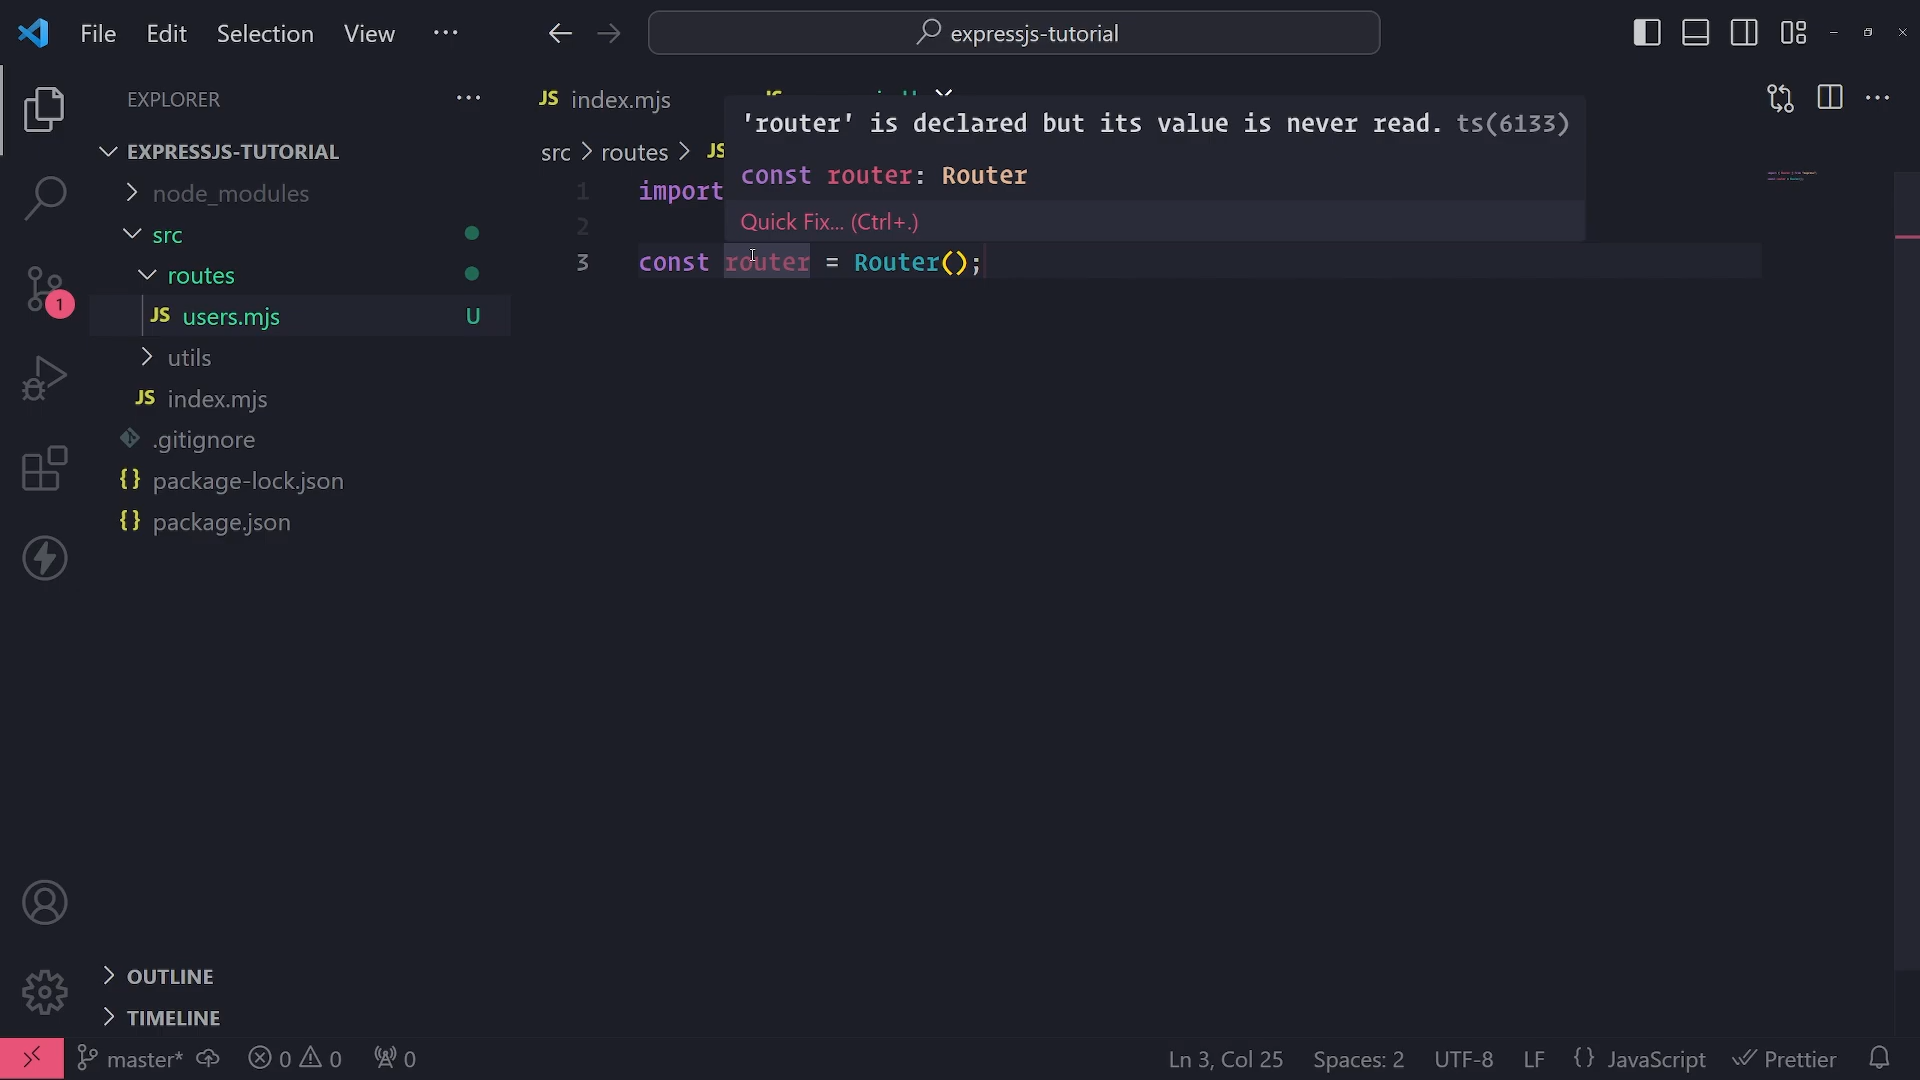 File Edit Selection View ··· expressjs-tutorial
EXPLORER ···
EXPRESSJS-TUTORIAL
node_modules
src
routes
JS users.mjs U
utils
JS index.mjs
.gitignore
{} package-lock.json
{} package.json
OUTLINE
TIMELINE
1
JS index.mjs
src > routes > JS
'router' is declared but its value is never read. ts(6133)
const router: Router
Quick Fix... (Ctrl+.)
1 import
2
3 const router = Router();
master* 0 0 0 Ln 3, Col 25 Spaces: 2 UTF-8 LF {} JavaScript Prettier